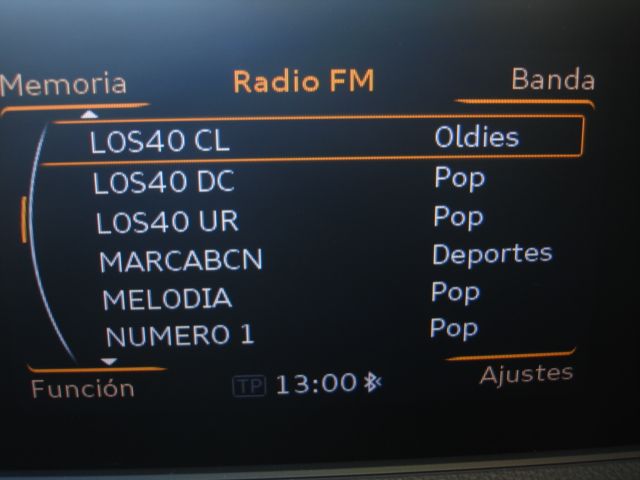 Memoria Radio FM Banda
LOS40 CL Oldies
LOS40 DC Pop
LOS40 UR Pop
MARCABCN Deportes
MELODIA Pop
NUMERO 1 Pop
Función TP 13:00 Ajustes